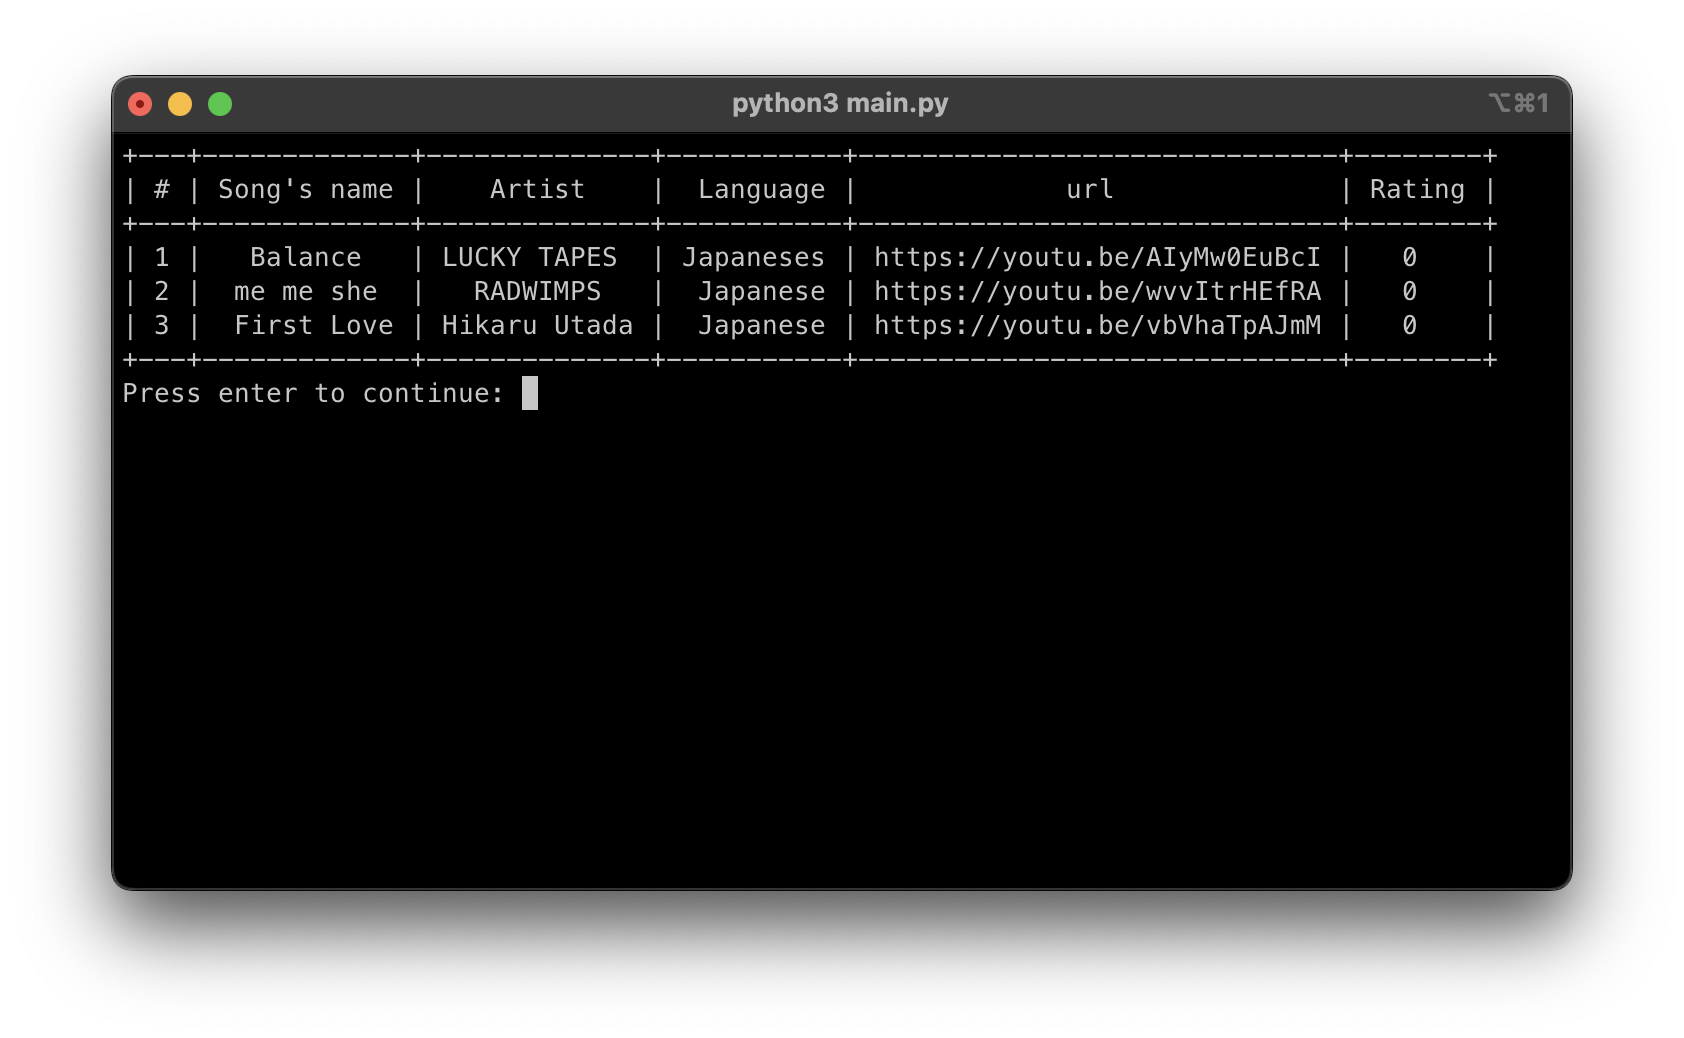 python3 main.py ⌥⌘1
+---+-------------+--------------+-----------+------------------------------+--------+
| # | Song's name |    Artist    |  Language |             url              | Rating |
+---+-------------+--------------+-----------+------------------------------+--------+
| 1 |   Balance   | LUCKY TAPES  | Japaneses | https://youtu.be/AIyMw0EuBcI |   0    |
| 2 |  me me she  |   RADWIMPS   |  Japanese | https://youtu.be/wvvItrHEfRA |   0    |
| 3 |  First Love | Hikaru Utada |  Japanese | https://youtu.be/vbVhaTpAJmM |   0    |
+---+-------------+--------------+-----------+------------------------------+--------+
Press enter to continue: